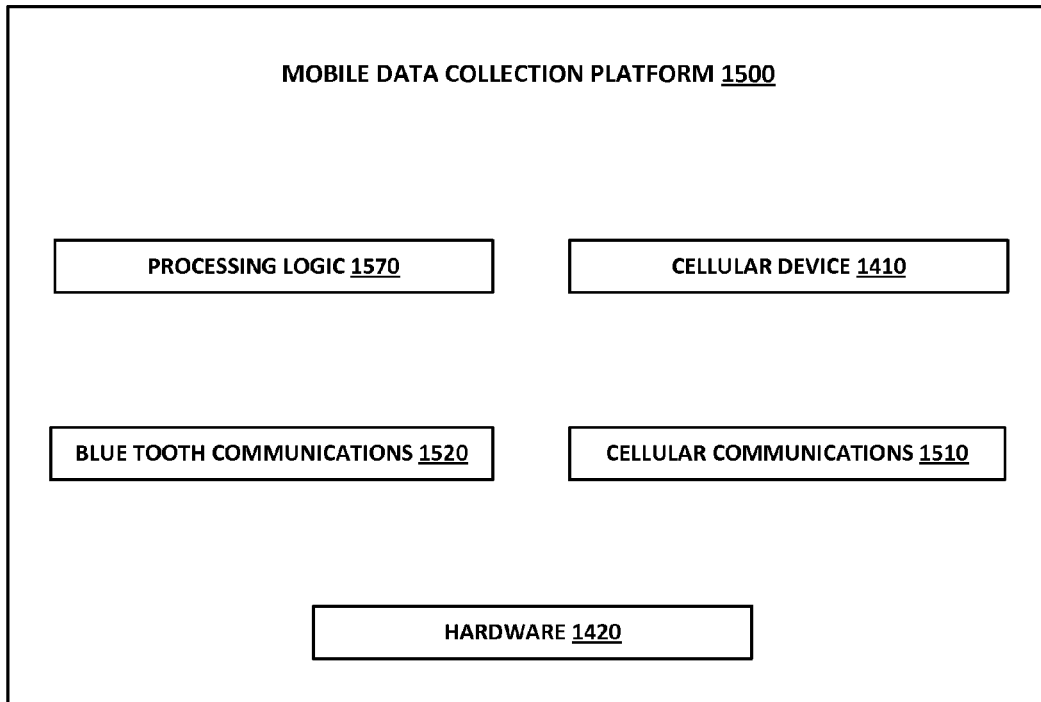 MOBILE DATA COLLECTION PLATFORM 1500
PROCESSING LOGIC 1570
CELLULAR DEVICE 1410
BLUE TOOTH COMMUNICATIONS 1520
CELLULAR COMMUNICATIONS 1510
HARDWARE 1420